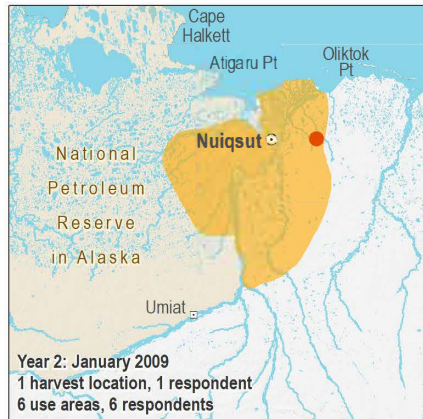 Cape
Halkett
Oliktok
Pt
Atigaru Pt
Nuiqsut
National
Petroleum
Reserve
in Alaska
Umiat
Year 2: January 2009
1 harvest location, 1 respondent
6 use areas, 6 respondents